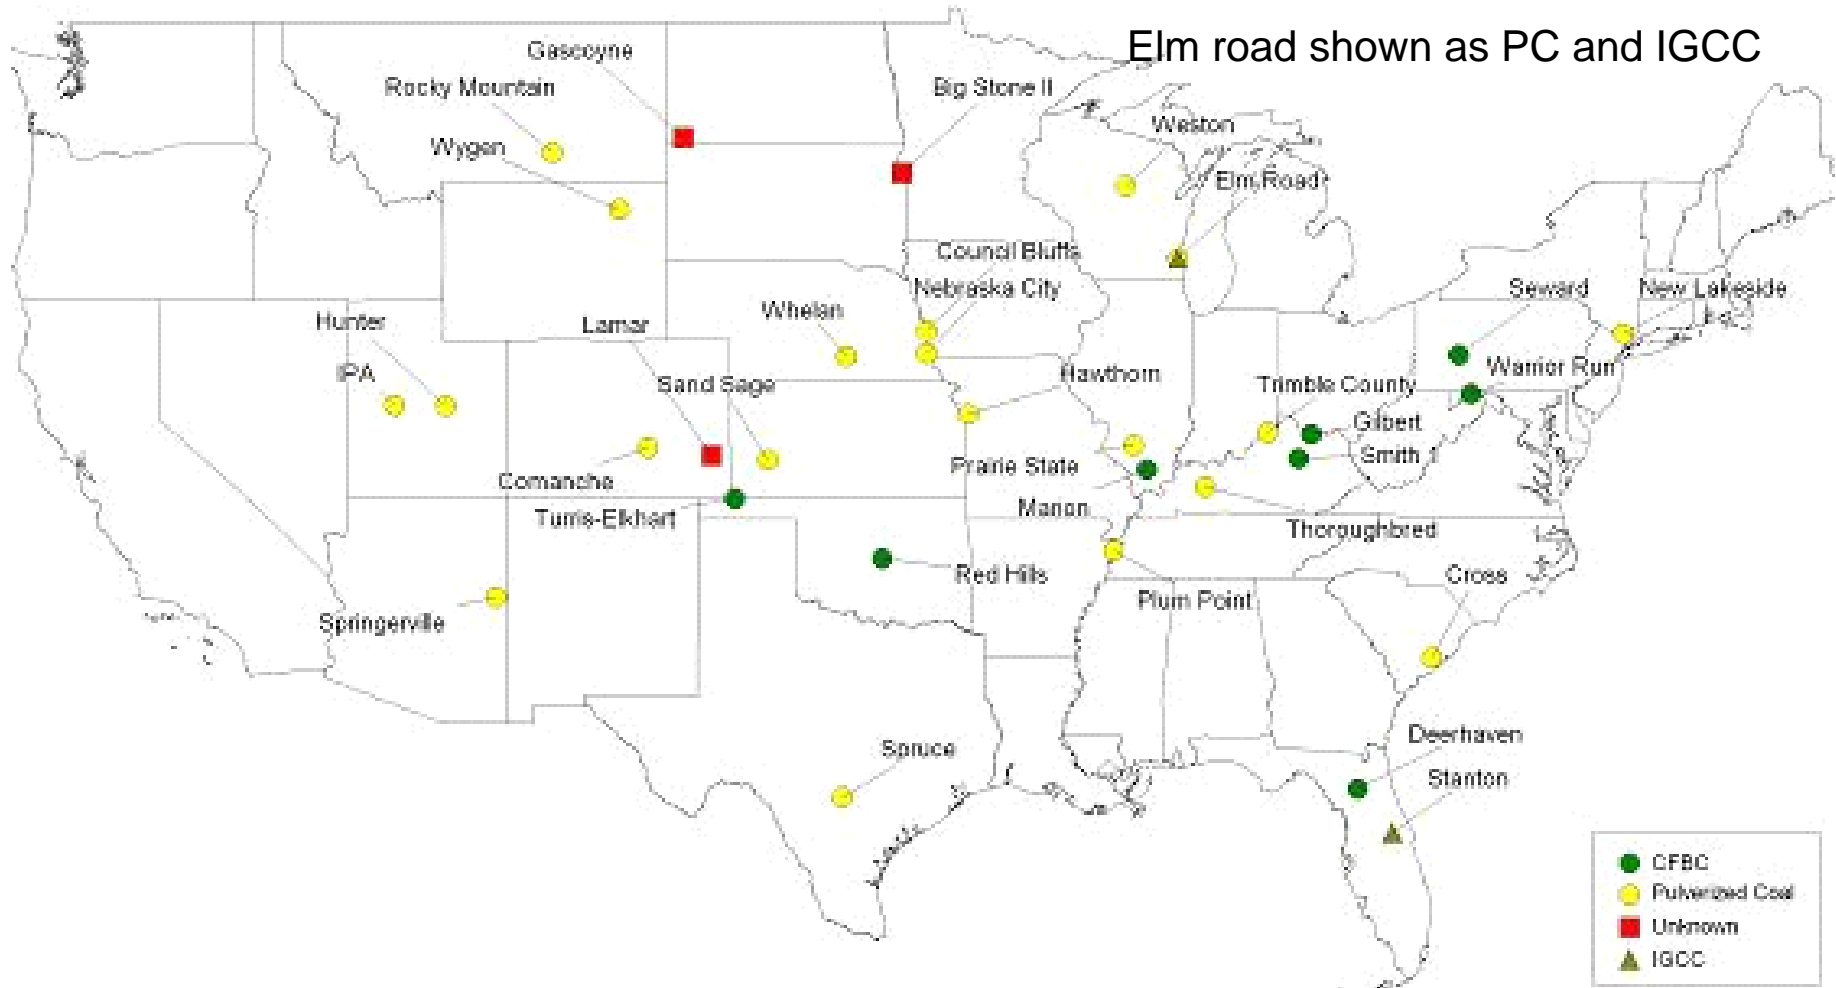 Elm road shown as PC and IGCC
Gascoyne
Rocky Mountain
Big Stone II
Wygen
Weston
Elm Road
Council Bluffs
Nebraska City
Seward
New Lakeside
Whelan
Hunter
Lamar
IPA
Sand Sage
Hawthorn
Trimble County
Warrior Run
Gilbert
Smith
Prairie State
Comanche
Marion
Turris-Elkhart
Thoroughbred
Red Hills
Cross
Plum Point
Springerville
Deerhaven
Spruce
Stanton
CFBC
Pulverized Coal
Unknown
IGCC